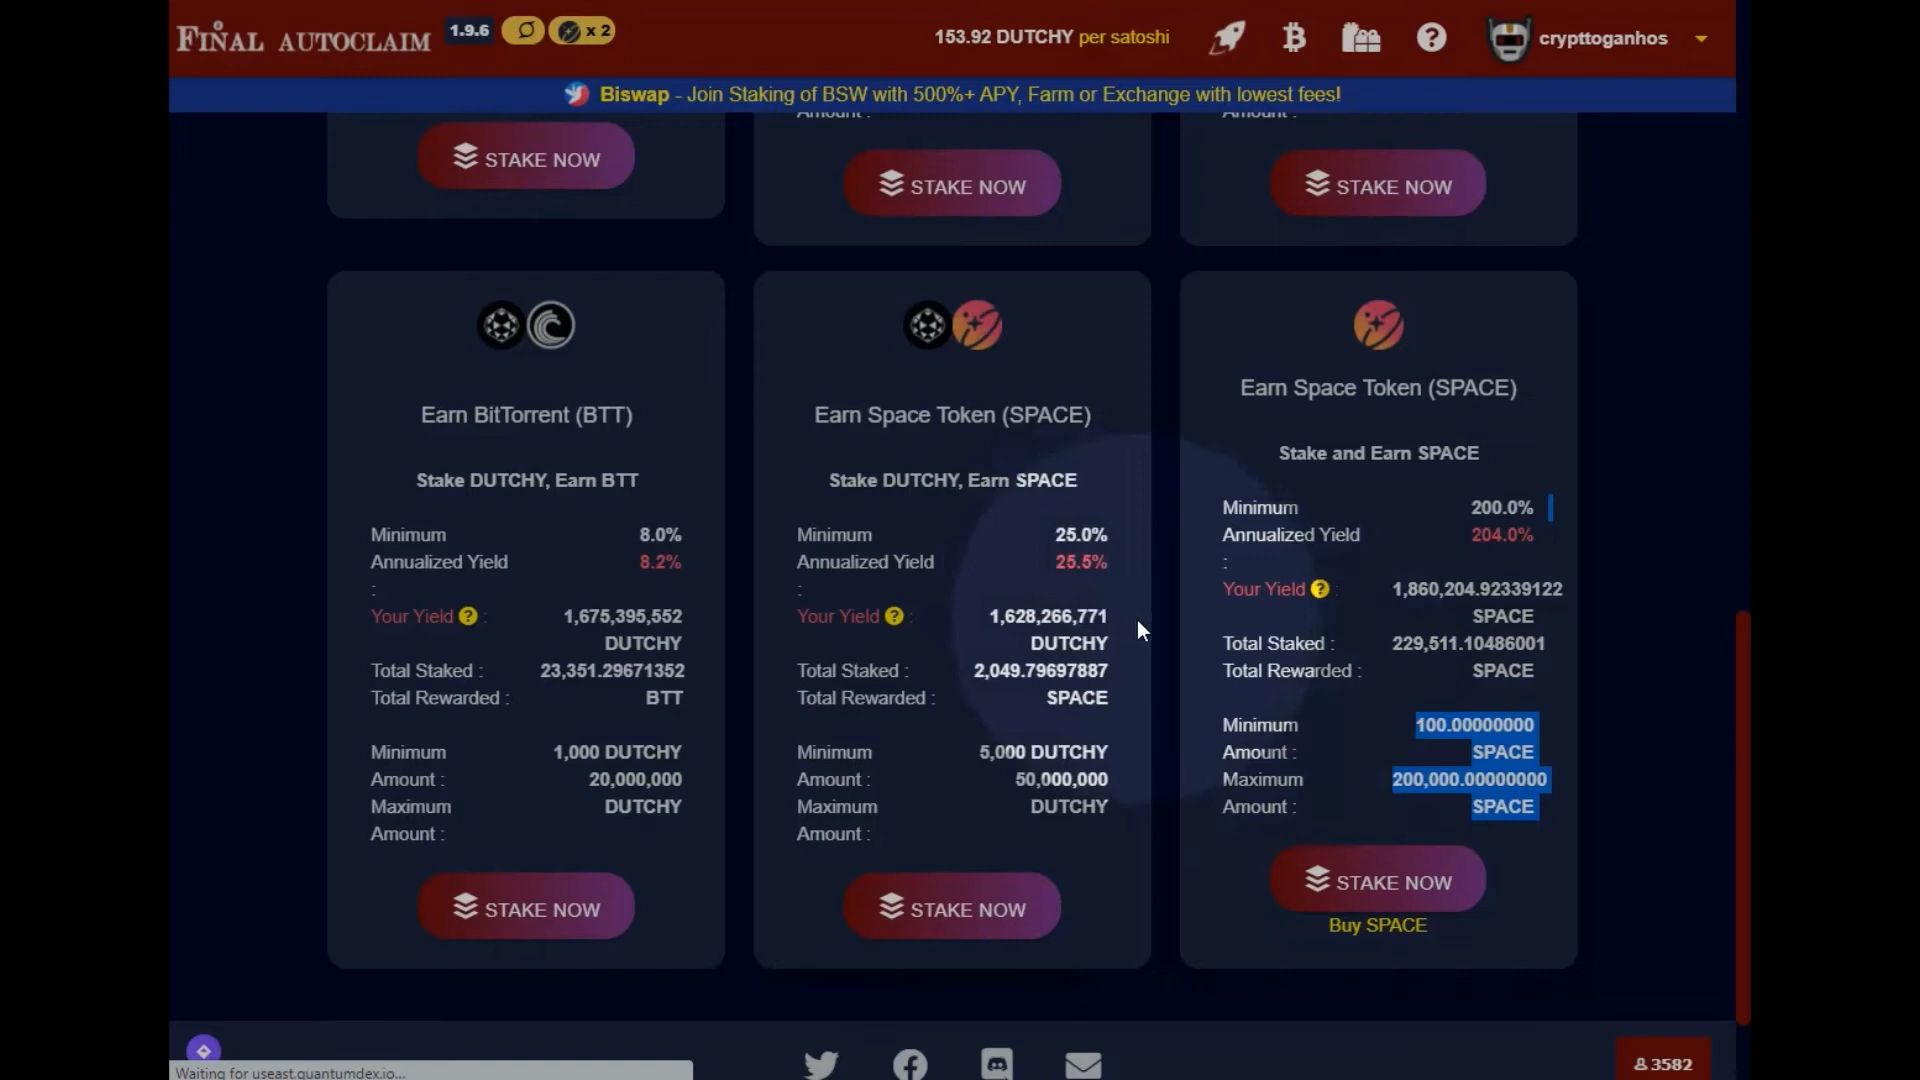 FINAL AUTOCLAIM 1.9.6 x 2 153.92 DUTCHY per satoshi crypttoganhos
Biswap - Join Staking of BSW with 500%+ APY, Farm or Exchange with lowest fees!
Amount :
Amount :
STAKE NOW
STAKE NOW
STAKE NOW
Earn BitTorrent (BTT)
Stake DUTCHY, Earn BTT
Minimum 8.0%
Annualized Yield 8.2%
:
Your Yield ? : 1,675,395,552
DUTCHY
Total Staked : 23,351.29671352
Total Rewarded : BTT
Minimum 1,000 DUTCHY
Amount : 20,000,000
Maximum DUTCHY
Amount :
STAKE NOW
Earn Space Token (SPACE)
Stake DUTCHY, Earn SPACE
Minimum 25.0%
Annualized Yield 25.5%
:
Your Yield ? : 1,628,266,771
DUTCHY
Total Staked : 2,049.79697887
Total Rewarded : SPACE
Minimum 5,000 DUTCHY
Amount : 50,000,000
Maximum DUTCHY
Amount :
STAKE NOW
Earn Space Token (SPACE)
Stake and Earn SPACE
Minimum 200.0%
Annualized Yield 204.0%
:
Your Yield ? : 1,860,204.92339122
SPACE
Total Staked : 229,511.10486001
Total Rewarded : SPACE
Minimum 100.00000000
Amount : SPACE
Maximum 200,000.00000000
Amount : SPACE
STAKE NOW
Buy SPACE
Waiting for useast.quantumdex.io...
3582